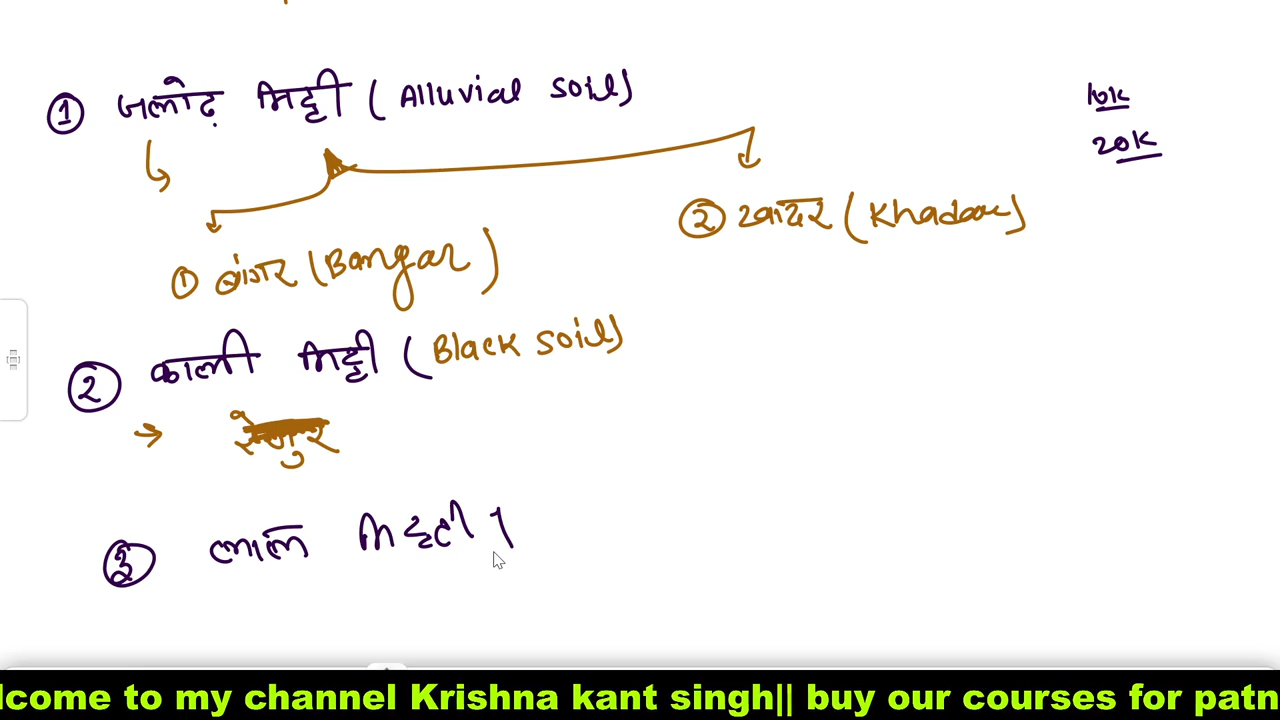 ① जलोढ़ मिट्टी (Alluvial soil)
10K
20K
② खादर (Khadar)
① बांगर (Bangar)
② काली मिट्टी (Black soil)
→ रेगुर
③ लाल मिट्टी
lcome to my channel Krishna kant singh|| buy our courses for patn